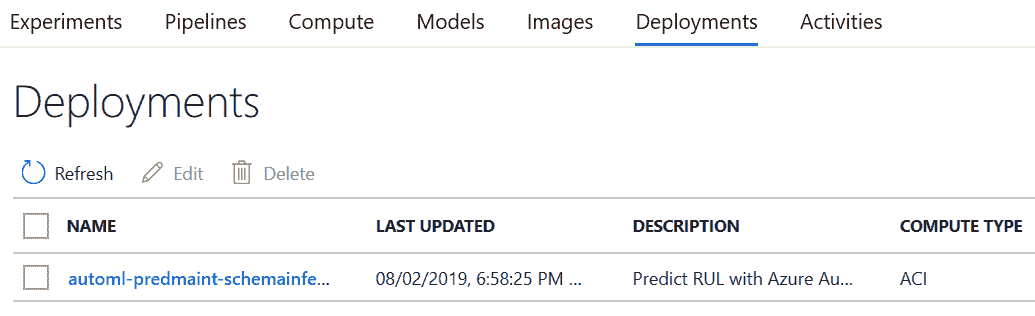 Experiments Pipelines Compute Models Images Deployments Activities
Deployments
Refresh Edit Delete
NAME LAST UPDATED DESCRIPTION COMPUTE TYPE
automl-predmaint-schemainfe... 08/02/2019, 6:58:25 PM ... Predict RUL with Azure Au... ACI